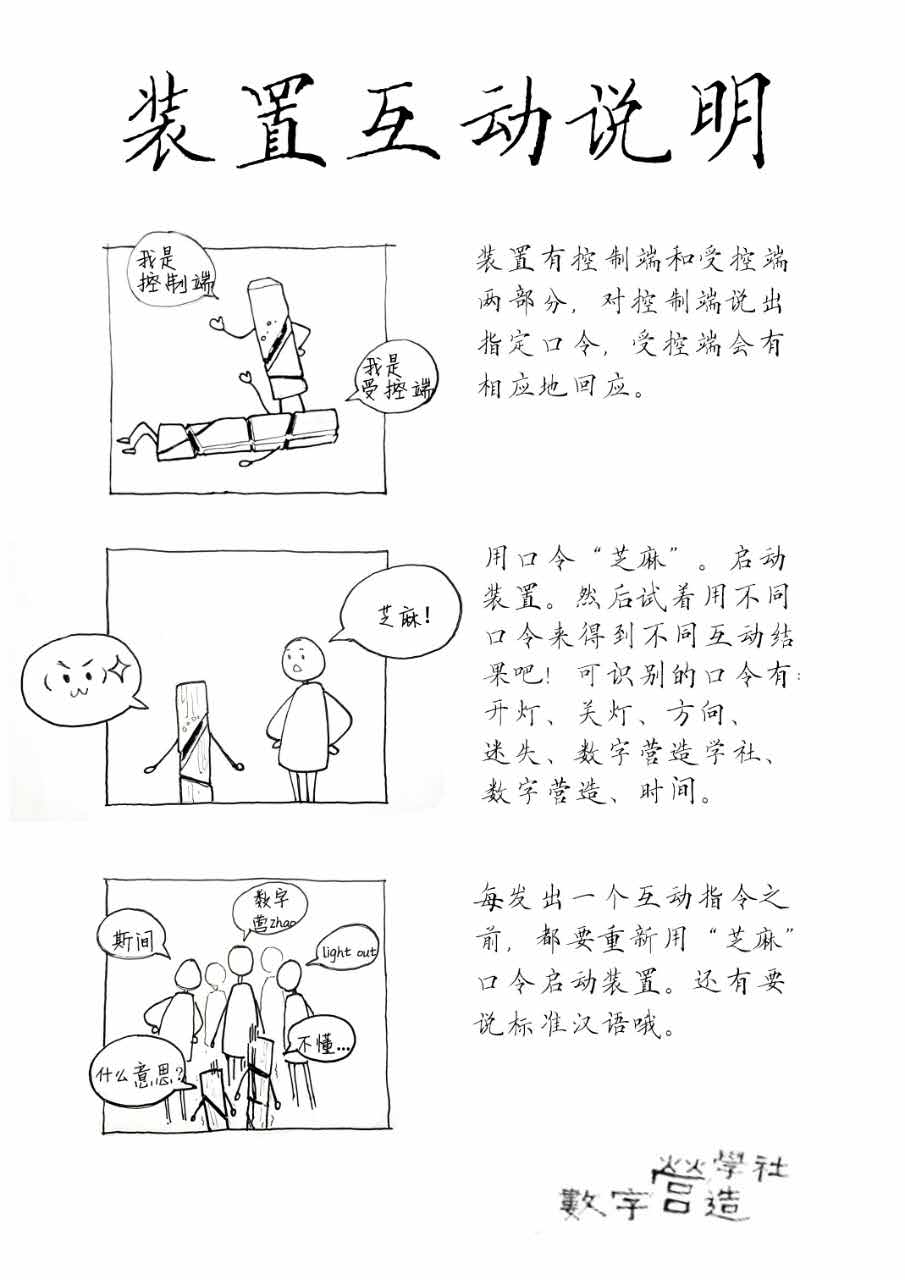 装置互动说明
我是
控制端
我是
受控端
装置有控制端和受控端
两部分，对控制端说出
指定口令，受控端会有
相应地回应。
芝麻！
用口令“芝麻”。启动
装置。然后试着用不同
口令来得到不同互动结
果吧！可识别的口令有：
开灯、关灯、方向、
迷失、数字营造学社、
数字营造、时间。
数字
营zhao
斯间
light out
不懂...
什么意思？
每发出一个互动指令之
前，都要重新用“芝麻”
口令启动装置。还有要
说标准汉语哦。
數字營造學社